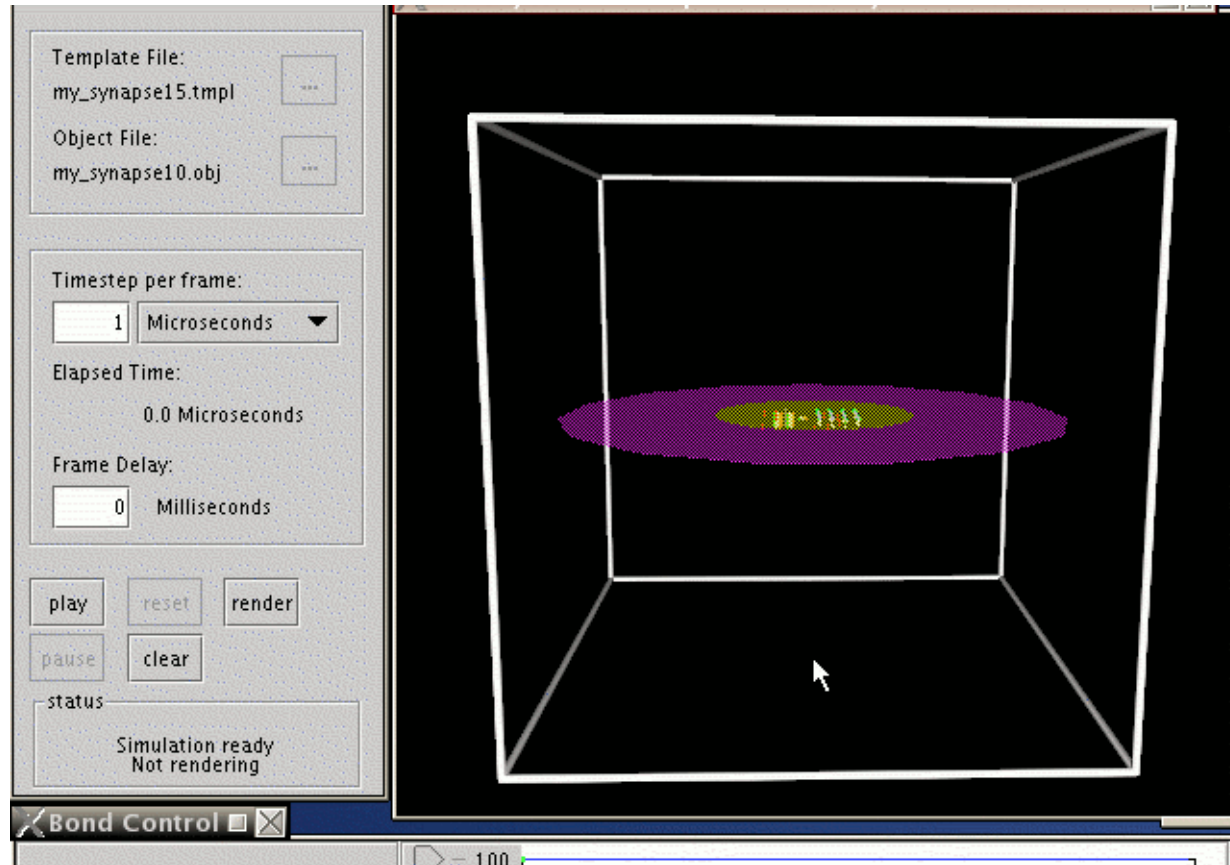 Template File:
...
my_synapse15.tmpl
Object File:
...
my_synapse10.obj
Timestep per frame:
1 Microseconds
Elapsed Time:
0.0 Microseconds
Frame Delay:
0 Milliseconds
play reset render
pause clear
status
Simulation ready
Not rendering
Bond Control
100